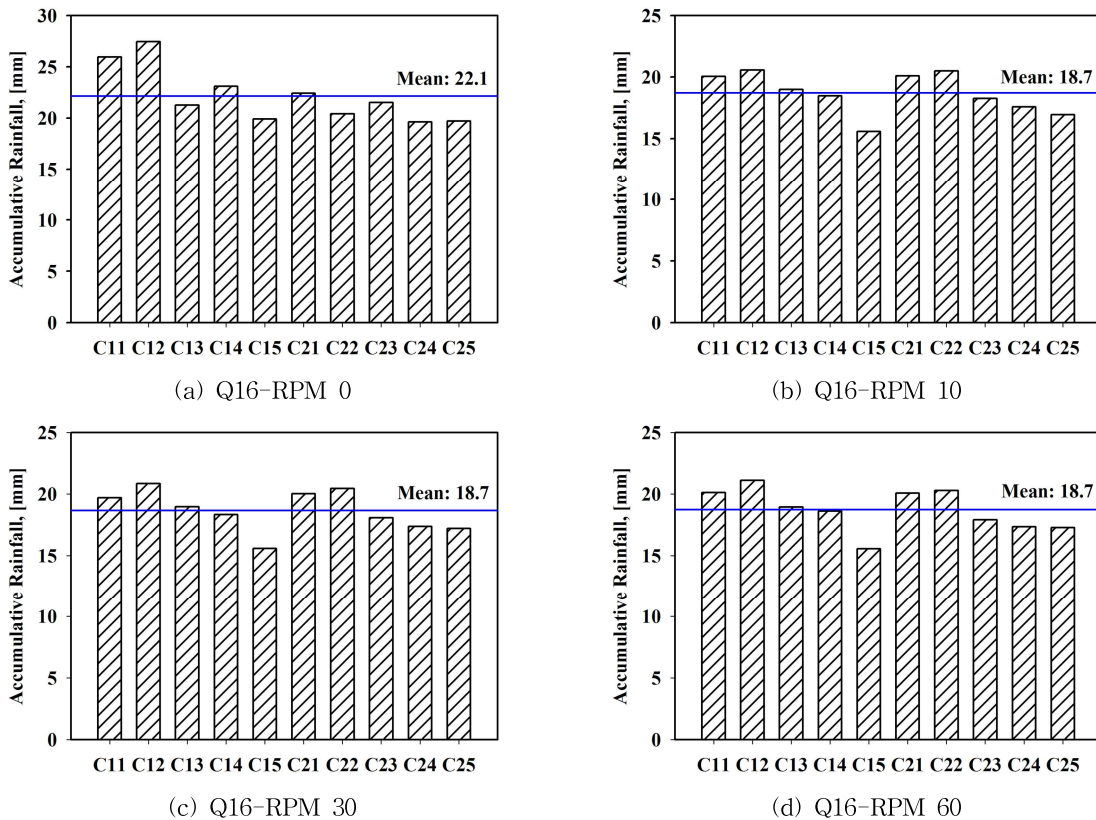 Accumulative Rainfall, [mm]
30
25
20
15
10
5
0
Mean: 22.1
C11 C12 C13 C14 C15 C21 C22 C23 C24 C25
(a) Q16-RPM 0
Accumulative Rainfall, [mm]
25
20
15
10
5
0
Mean: 18.7
C11 C12 C13 C14 C15 C21 C22 C23 C24 C25
(b) Q16-RPM 10
Accumulative Rainfall, [mm]
25
20
15
10
5
0
Mean: 18.7
C11 C12 C13 C14 C15 C21 C22 C23 C24 C25
(c) Q16-RPM 30
Accumulative Rainfall, [mm]
25
20
15
10
5
0
Mean: 18.7
C11 C12 C13 C14 C15 C21 C22 C23 C24 C25
(d) Q16-RPM 60